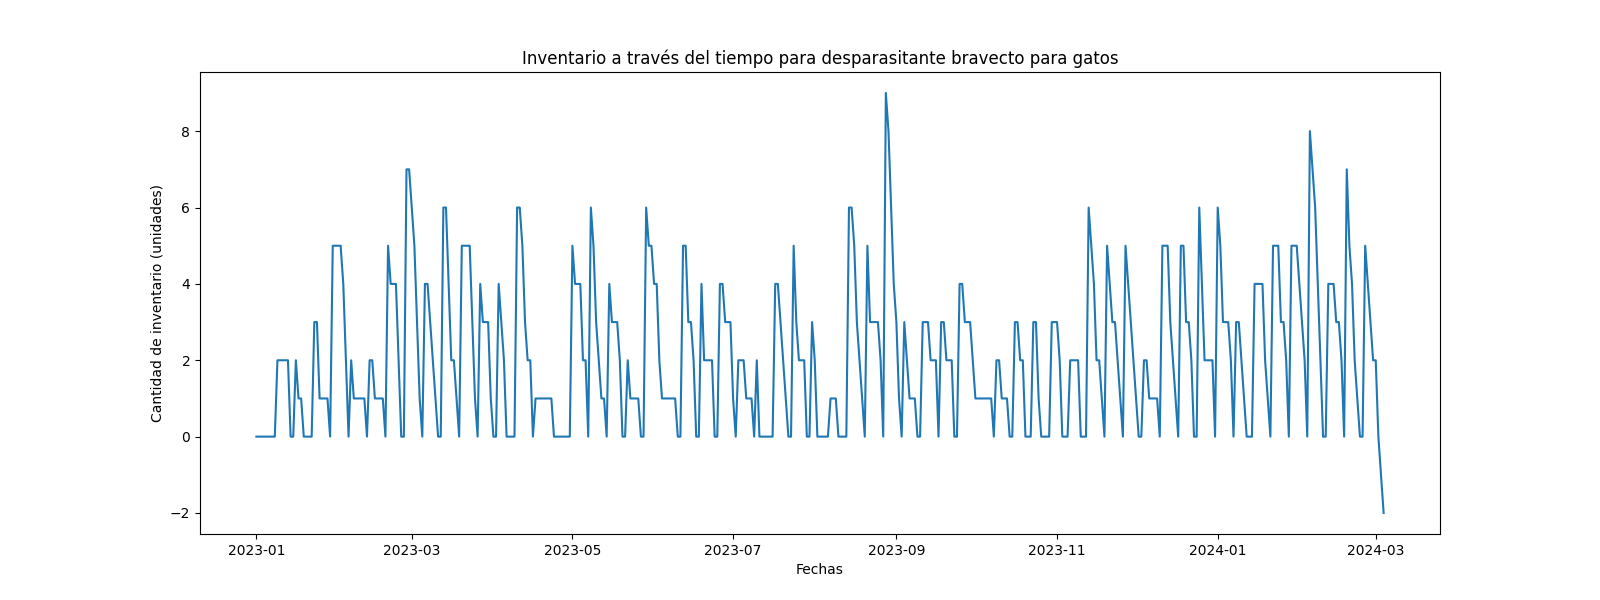 Inventario a través del tiempo para desparasitante bravecto para gatos
Cantidad de inventario (unidades)
8
6
4
2
0
−2
2023-01 2023-03 2023-05 2023-07 2023-09 2023-11 2024-01 2024-03
Fechas